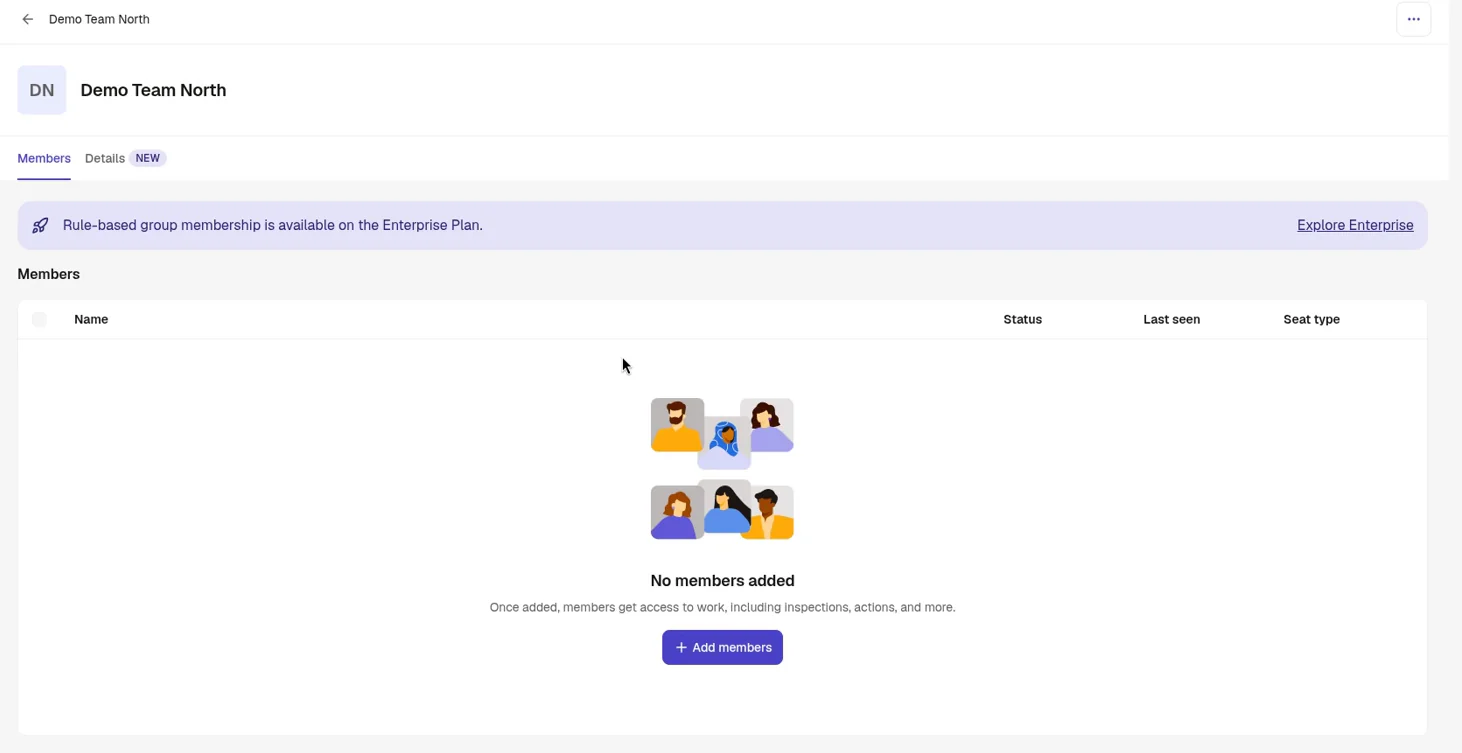 Demo Team North
DN
Demo Team North
Members Details NEW
Rule-based group membership is available on the Enterprise Plan. Explore Enterprise
Members
Name Status Last seen Seat type
No members added
Once added, members get access to work, including inspections, actions, and more.
Add members